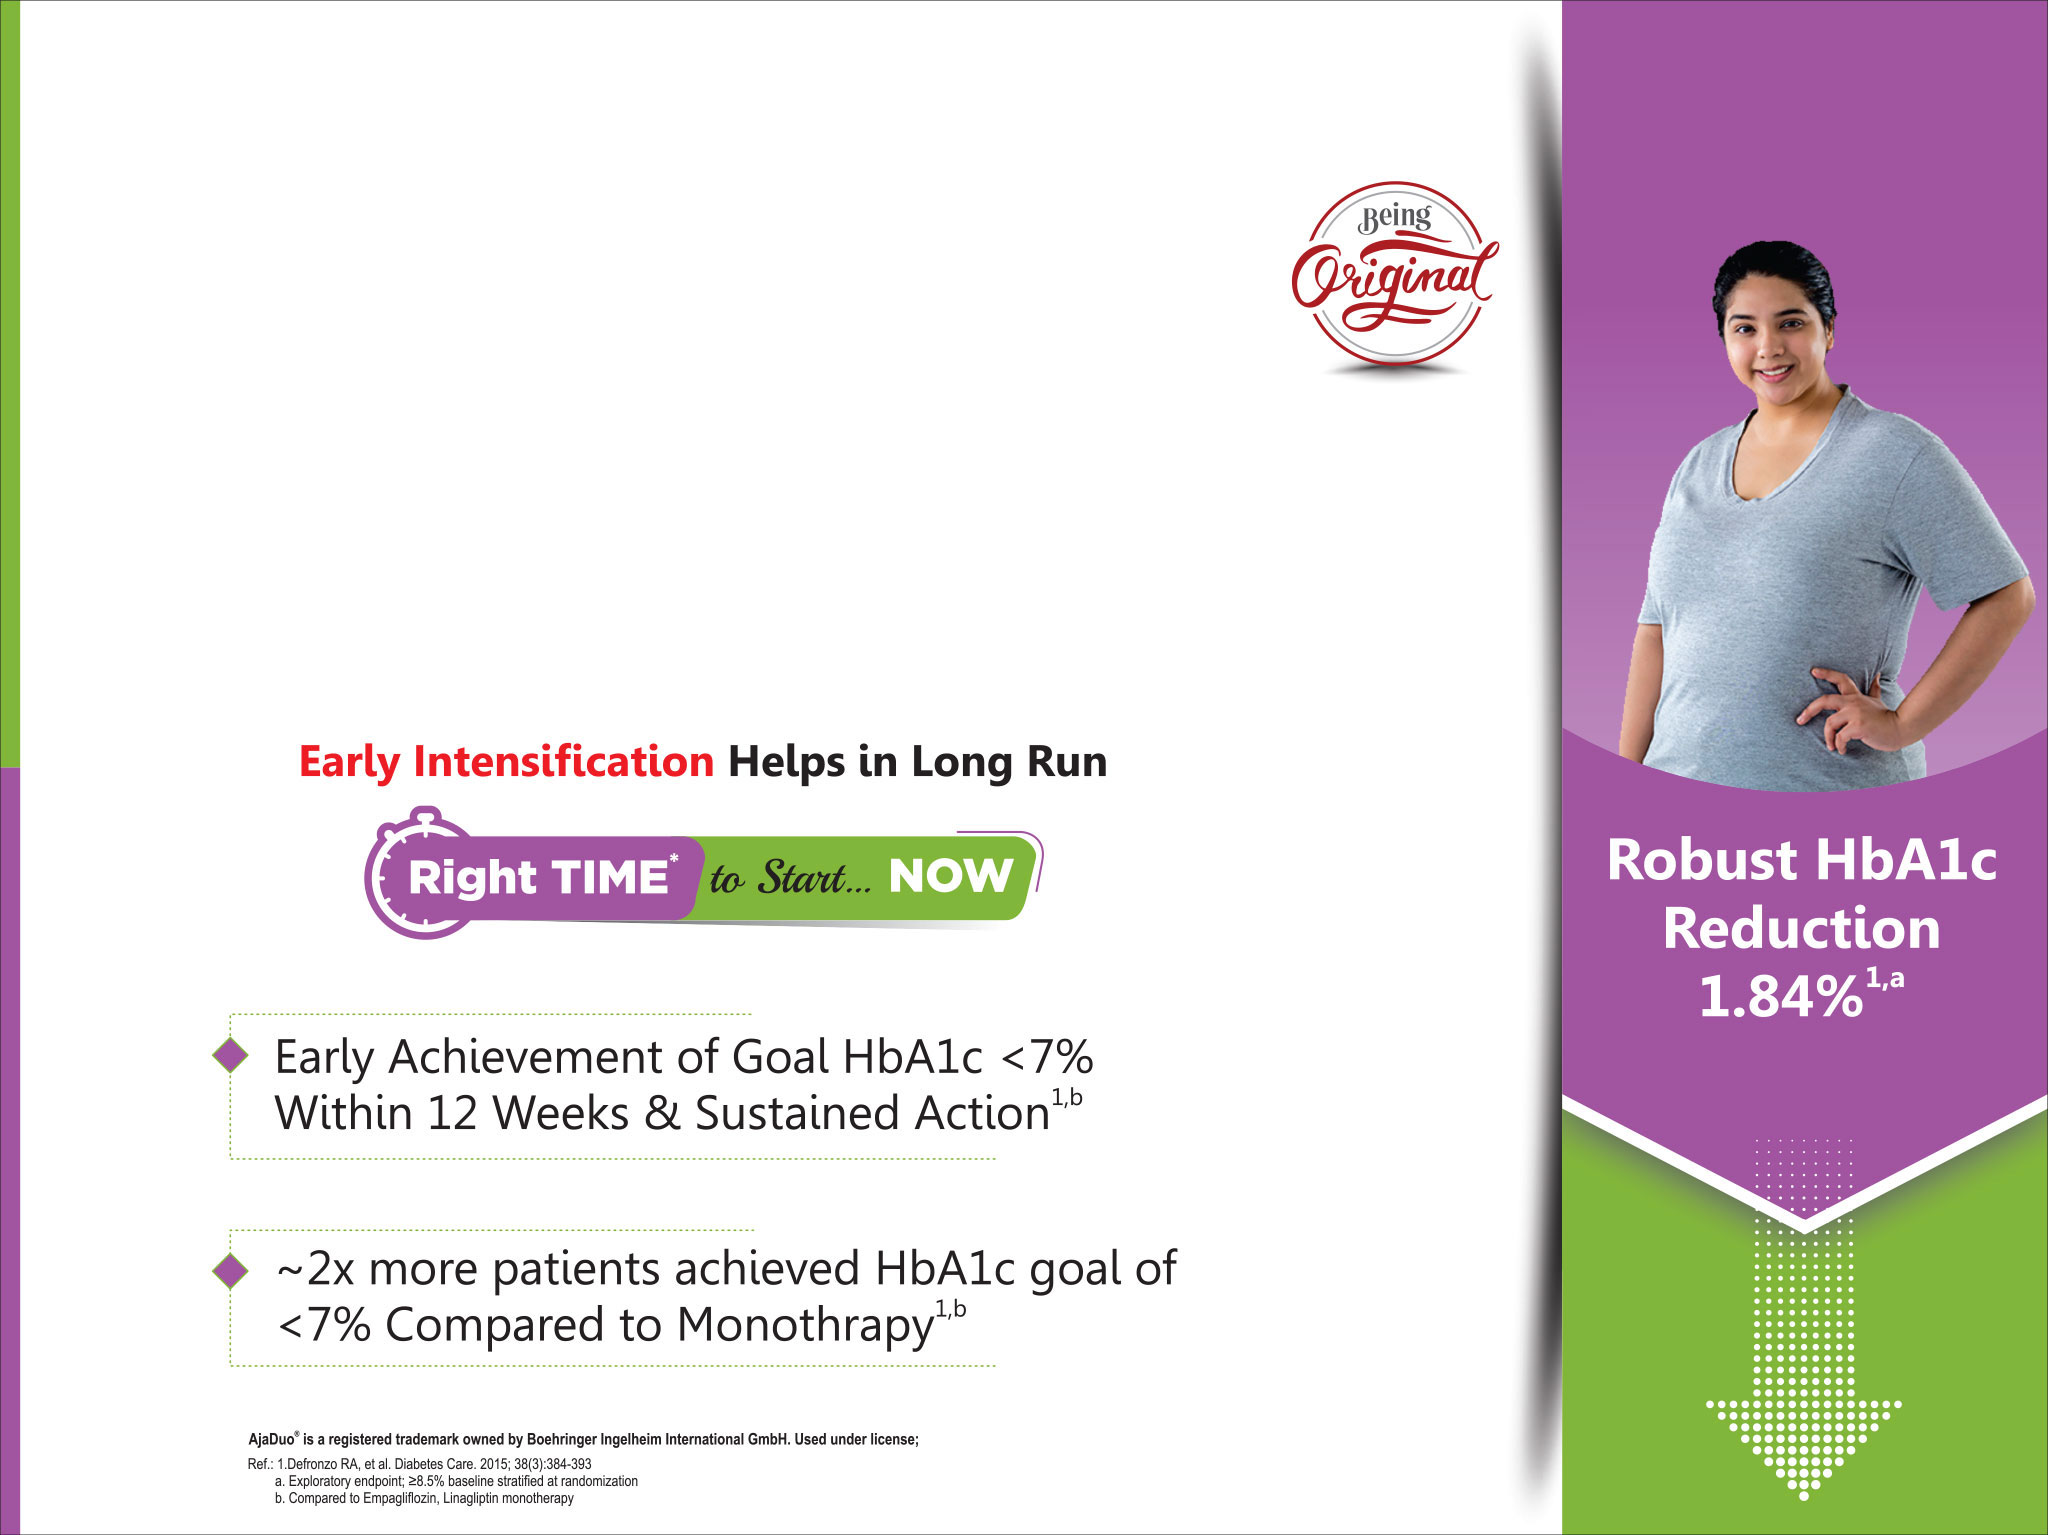 Being
Original
Early Intensification Helps in Long Run
Right TIME* to Start... NOW
Early Achievement of Goal HbA1c <7%
Within 12 Weeks & Sustained Action1,b
~2x more patients achieved HbA1c goal of
<7% Compared to Monothrapy1,b
AjaDuo® is a registered trademark owned by Boehringer Ingelheim International GmbH. Used under license;
Ref.: 1.Defronzo RA, et al. Diabetes Care. 2015; 38(3):384-393
a. Exploratory endpoint; ≥8.5% baseline stratified at randomization
b. Compared to Empagliflozin, Linagliptin monotherapy
Robust HbA1c
Reduction
1.84%1,a